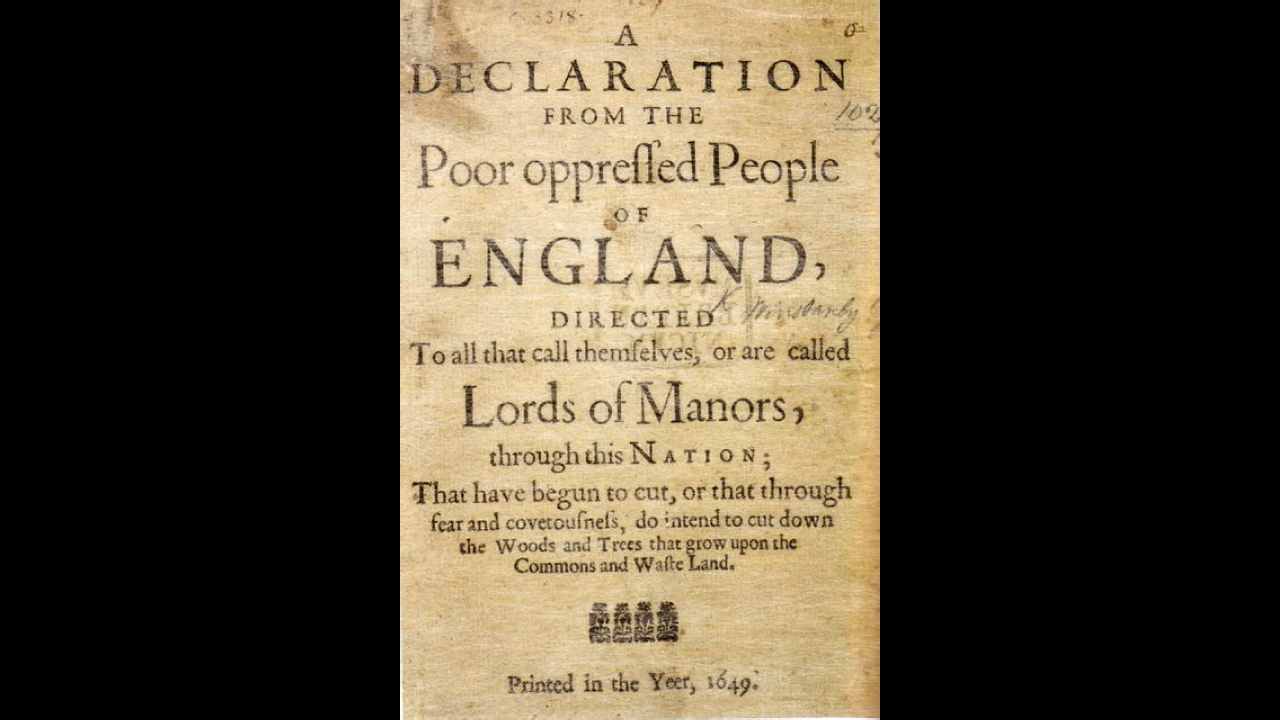 A
DECLARATION
FROM THE
Poor oppreſſed People
OF
ENGLAND,
DIRECTED
To all that call themſelves, or are called
Lords of Manors,
through this NATION;
That have begun to cut, or that through
fear and covetouſneſs, do intend to cut down
the Woods and Trees that grow upon the
Commons and Waſte Land.
Printed in the Yeer, 1649.